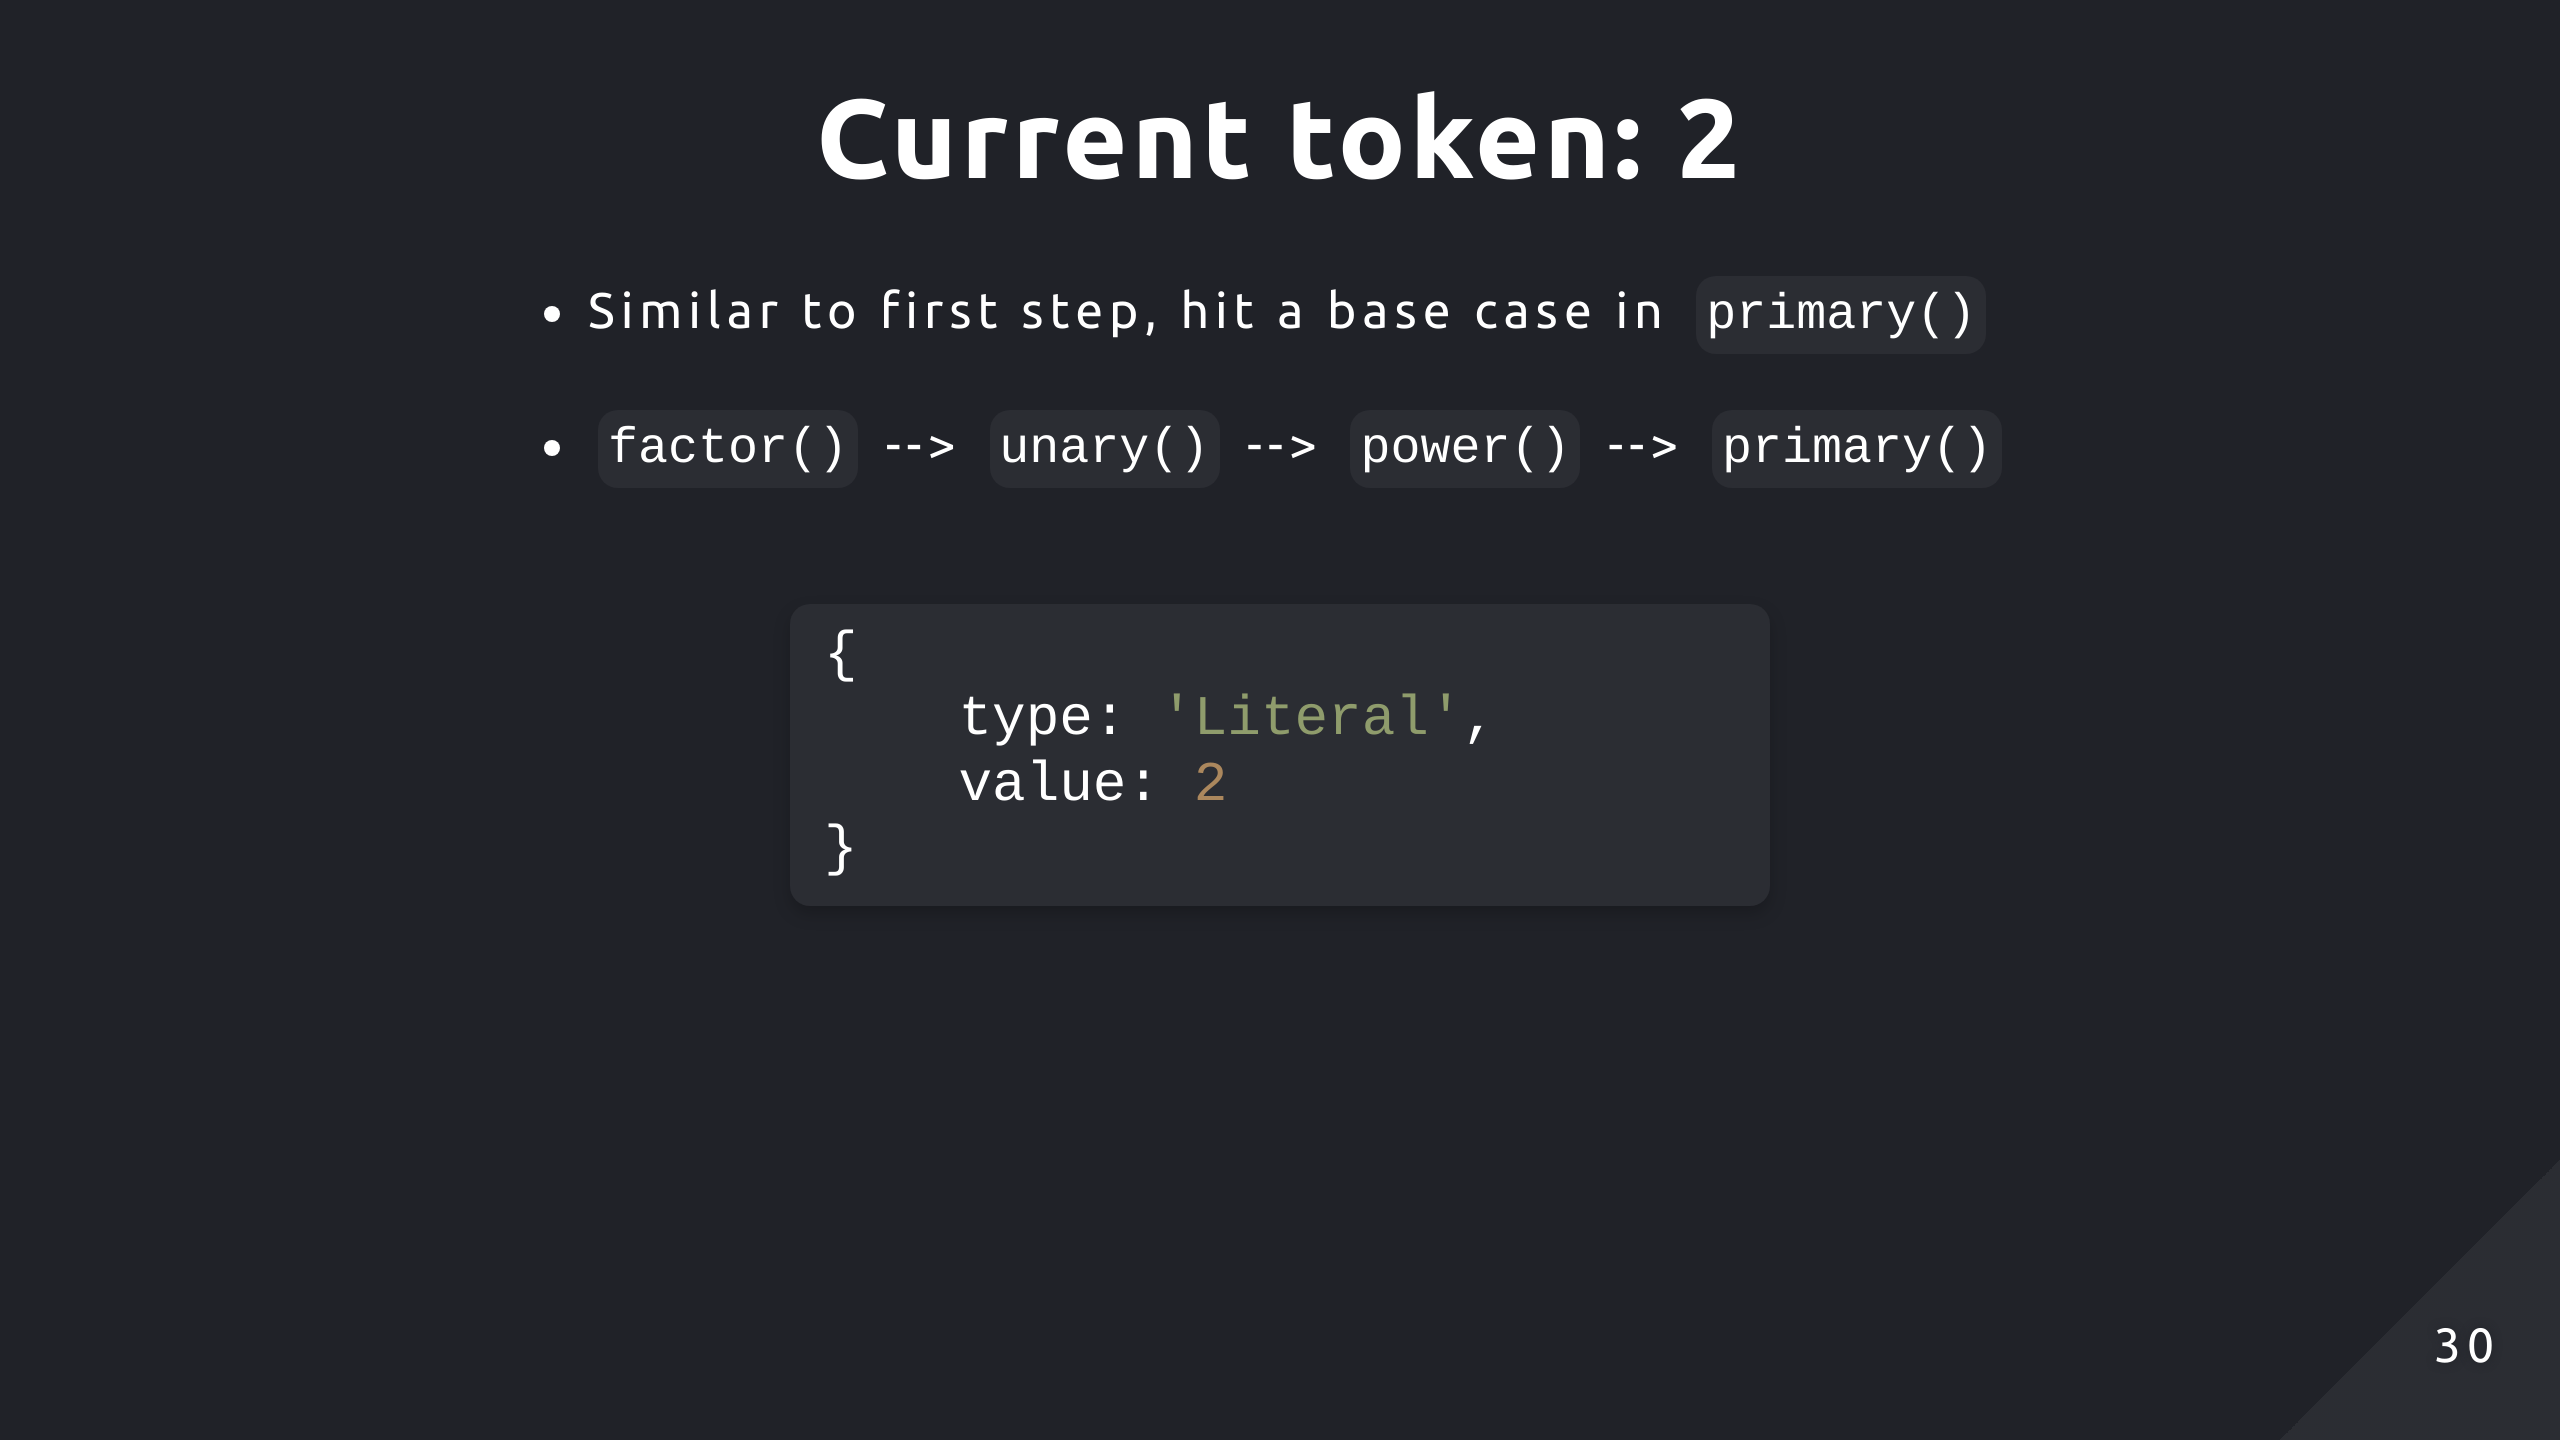 Current token: 2
• Similar to first step, hit a base case in primary()
• factor() --> unary() --> power() --> primary()
{
    type: 'Literal',
    value: 2
}
30